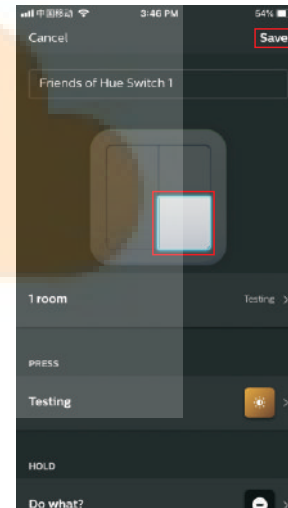 中国移动 3:46 PM 54%
Cancel Save
Friends of Hue Switch 1
1 room Testing
PRESS
Testing
HOLD
Do what?